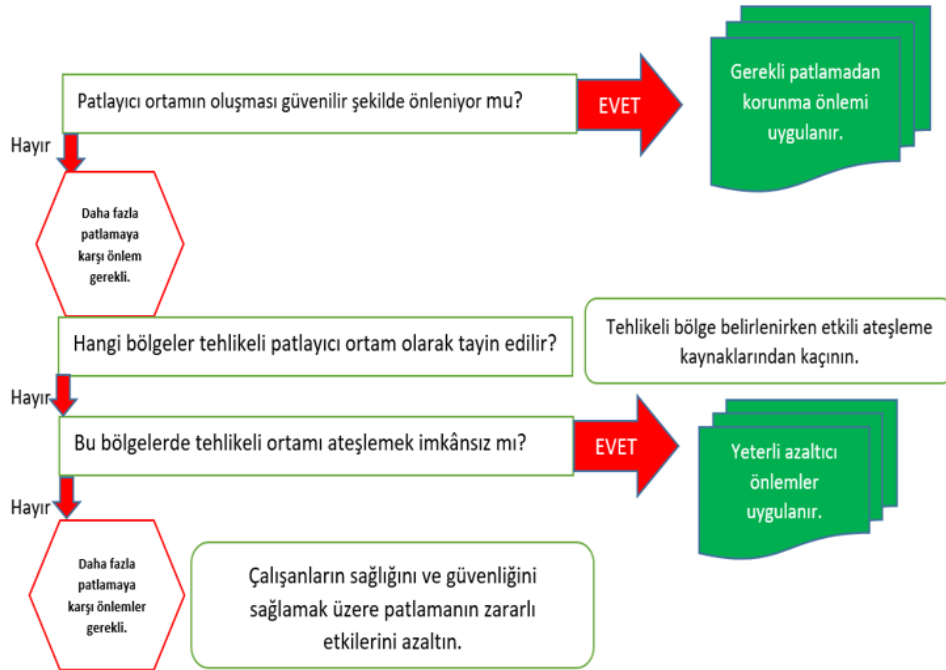 Patlayıcı ortamın oluşması güvenilir şekilde önleniyor mu?
EVET
Gerekli patlamadan
korunma önlemi
uygulanır.
Hayır
Daha fazla
patlamaya
karşı önlem
gerekli.
Hangi bölgeler tehlikeli patlayıcı ortam olarak tayin edilir?
Tehlikeli bölge belirlenirken etkili ateşleme
kaynaklarından kaçının.
Hayır
Bu bölgelerde tehlikeli ortamı ateşlemek imkânsız mı?
EVET
Yeterli azaltıcı
önlemler
uygulanır.
Hayır
Daha fazla
patlamaya
karşı önlemler
gerekli.
Çalışanların sağlığını ve güvenliğini
sağlamak üzere patlamanın zararlı
etkilerini azaltın.